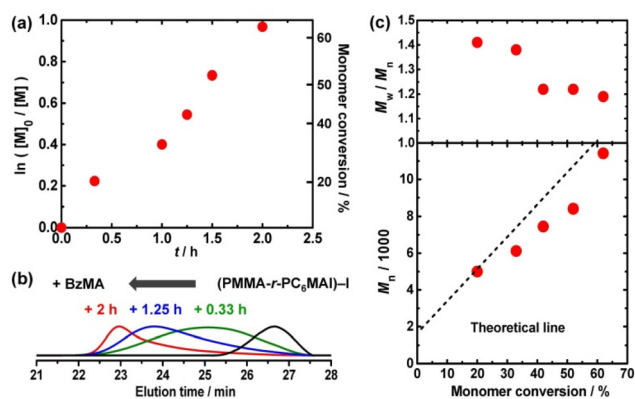 (a)
ln ( [M]0 / [M] )
1.0
0.8
0.6
0.4
0.2
0.0
0.0 0.5 1.0 1.5 2.0 2.5
t / h
60
50
40
20
Monomer conversion / %
(b)
+ BzMA (PMMA-r-PC6MAI)–I
+ 2 h + 1.25 h + 0.33 h
21 22 23 24 25 26 27 28
Elution time / min
(c)
Mw / Mn
1.5
1.4
1.3
1.2
1.1
1.0
Mn / 1000
10
8
6
4
2
0
Theoretical line
0 10 20 30 40 50 60 70
Monomer conversion / %